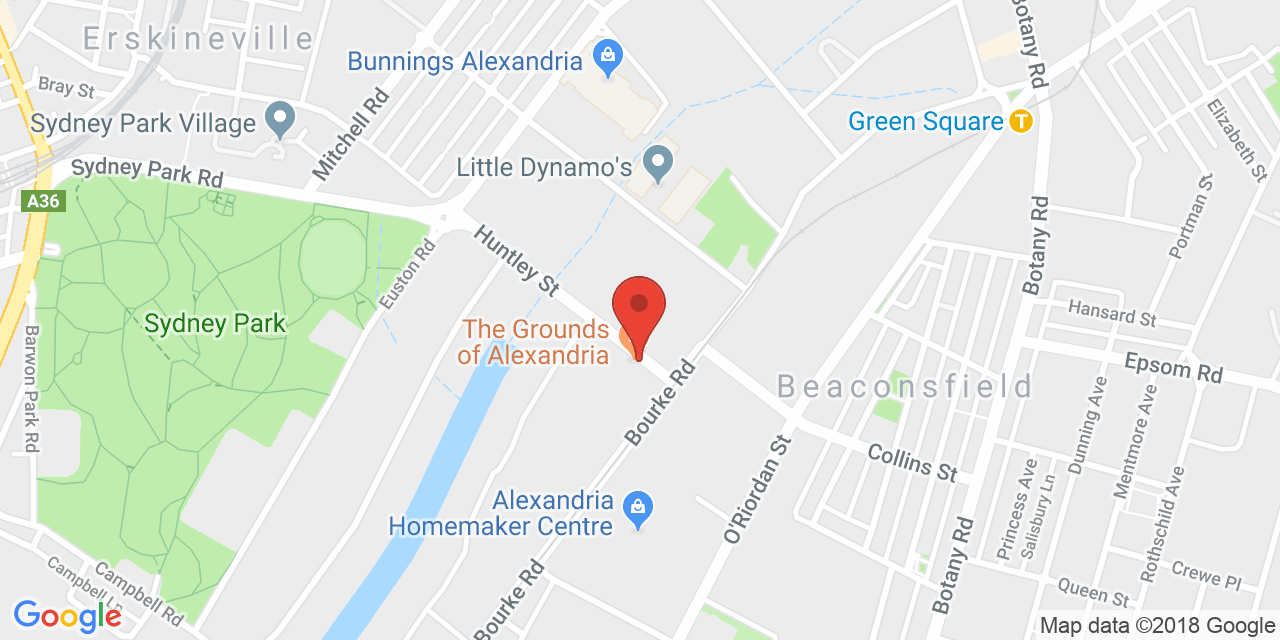 Erskineville
Bunnings Alexandria
Botany Rd
Bray St
Sydney Park Village
Mitchell Rd
Green Square
T
Elizabeth St
Sydney Park Rd
Little Dynamo's
A36
Portman St
Botany Rd
Huntley St
Euston Rd
Sydney Park
The Grounds
of Alexandria
Hansard St
Barwon Park Rd
Bourke Rd
Epsom Rd
Beaconsfield
Dunning Ave
Mentmore Ave
Collins St
O'Riordan St
Princess Ave
Salisbury Ln
Rothschild Ave
Alexandria
Homemaker Centre
Botany Rd
Bourke Rd
Campbell Ln
Campbell Rd
Queen St
Crewe Pl
Google
Map data ©2018 Google